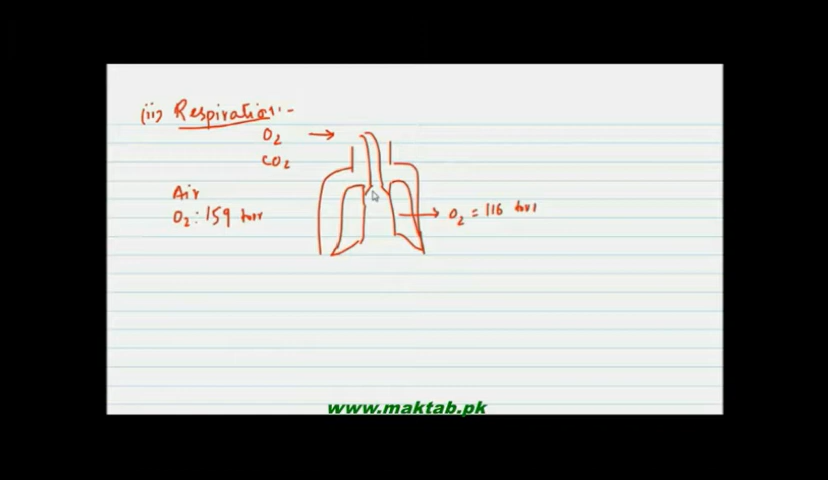 (ii) Respiration:-
O₂ →
CO₂
Air
O₂ : 159 torr
→ O₂ = 116 torr
www.maktab.pk